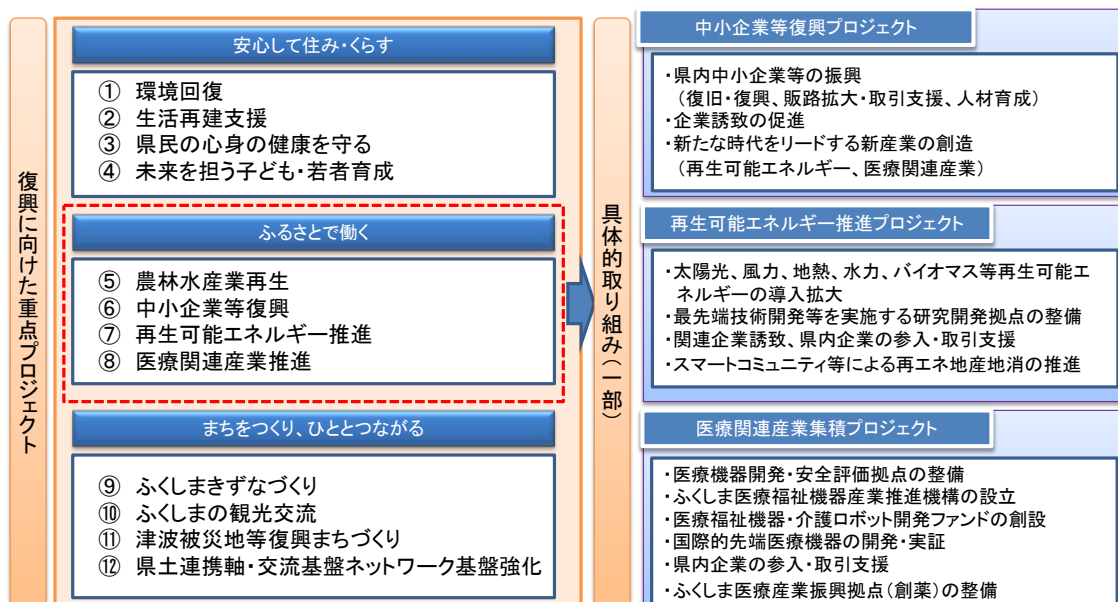 復興に向けた重点プロジェクト
安心して住み・くらす
① 環境回復
② 生活再建支援
③ 県民の心身の健康を守る
④ 未来を担う子ども・若者育成
ふるさとで働く
⑤ 農林水産業再生
⑥ 中小企業等復興
⑦ 再生可能エネルギー推進
⑧ 医療関連産業推進
まちをつくり、ひととつながる
⑨ ふくしまきずなづくり
⑩ ふくしまの観光交流
⑪ 津波被災地等復興まちづくり
⑫ 県土連携軸・交流基盤ネットワーク基盤強化
具体的取り組み（一部）
中小企業等復興プロジェクト
・県内中小企業等の振興
（復旧・復興、販路拡大・取引支援、人材育成）
・企業誘致の促進
・新たな時代をリードする新産業の創造
（再生可能エネルギー、医療関連産業）
再生可能エネルギー推進プロジェクト
・太陽光、風力、地熱、水力、バイオマス等再生可能エ
ネルギーの導入拡大
・最先端技術開発等を実施する研究開発拠点の整備
・関連企業誘致、県内企業の参入・取引支援
・スマートコミュニティ等による再エネ地産地消の推進
医療関連産業集積プロジェクト
・医療機器開発・安全評価拠点の整備
・ふくしま医療福祉機器産業推進機構の設立
・医療福祉機器・介護ロボット開発ファンドの創設
・国際的先端医療機器の開発・実証
・県内企業の参入・取引支援
・ふくしま医療産業振興拠点（創薬）の整備